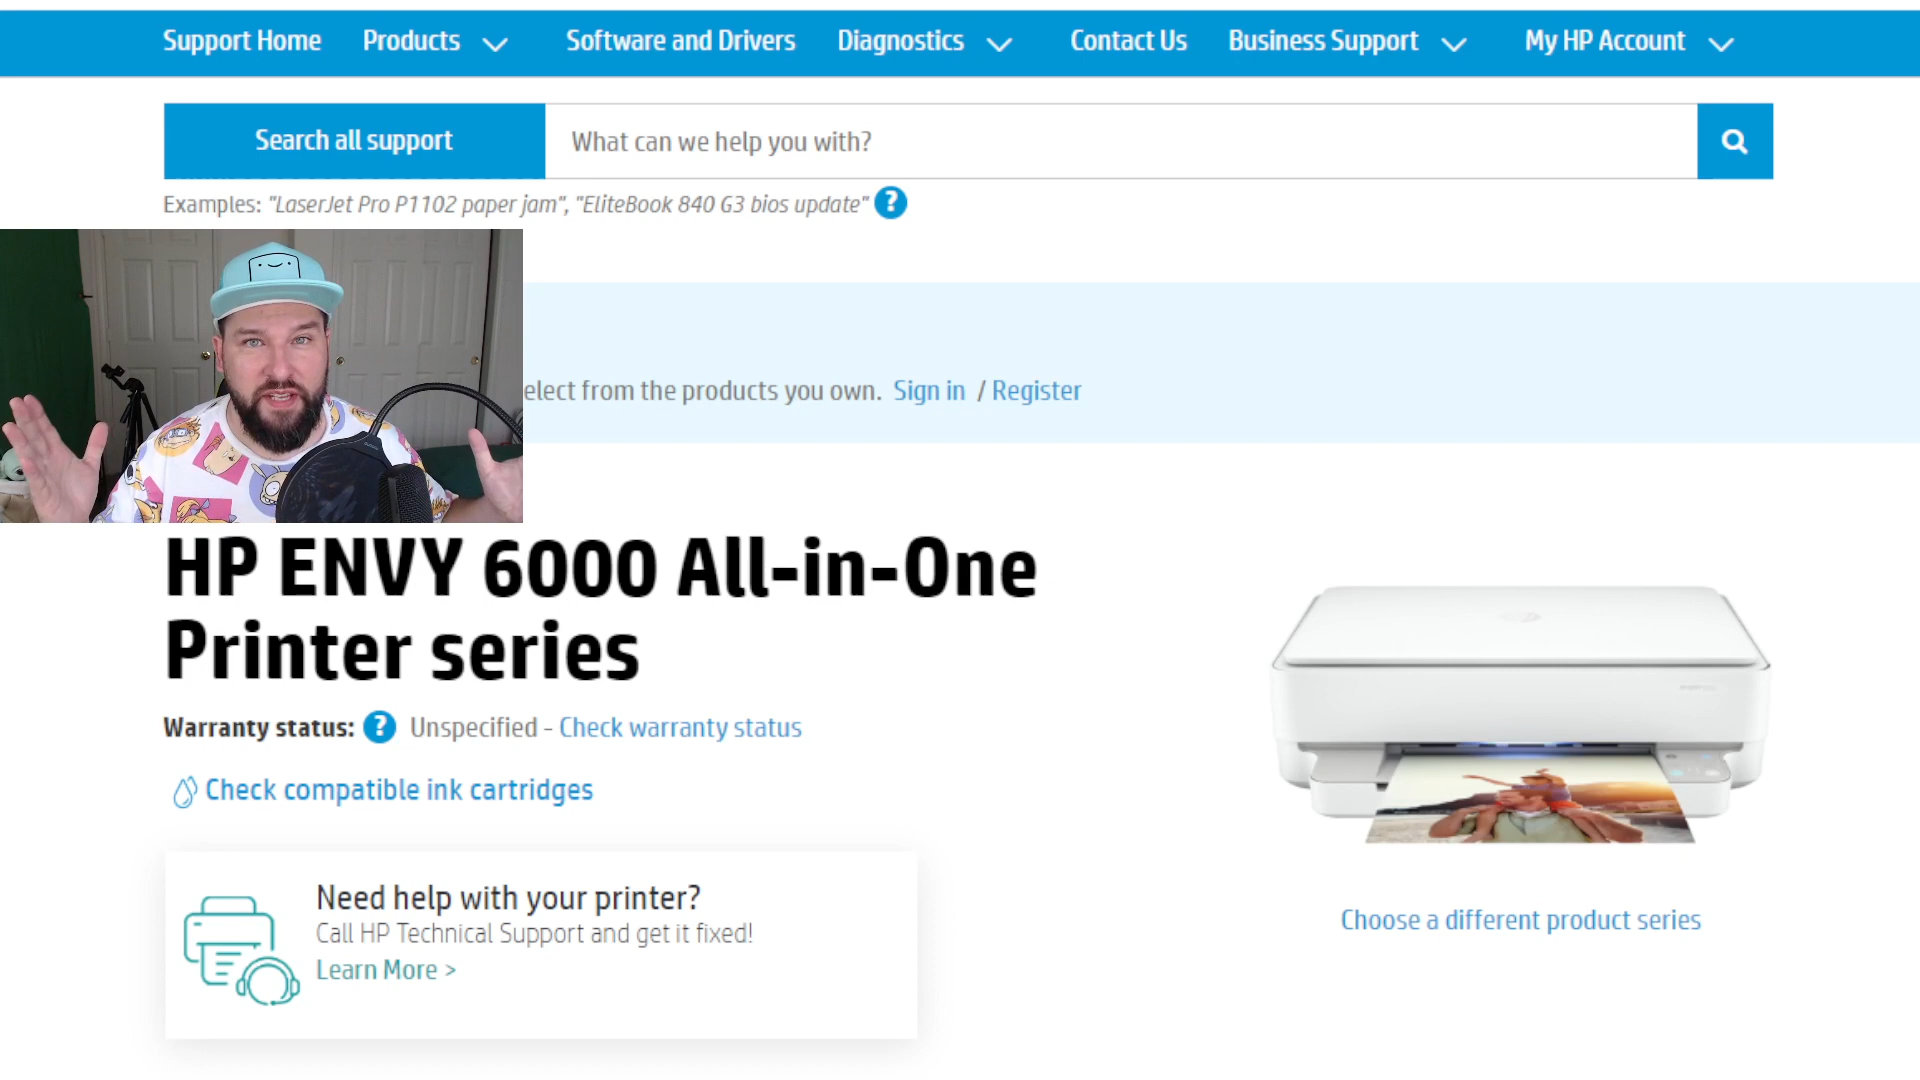 Support Home Products Software and Drivers Diagnostics Contact Us Business Support My HP Account
Search all support What can we help you with?
Examples: "LaserJet Pro P1102 paper jam", "EliteBook 840 G3 bios update" ?
elect from the products you own. Sign in / Register
HP ENVY 6000 All-in-One
Printer series
Warranty status: ? Unspecified - Check warranty status
Check compatible ink cartridges
Need help with your printer?
Call HP Technical Support and get it fixed!
Learn More >
Choose a different product series